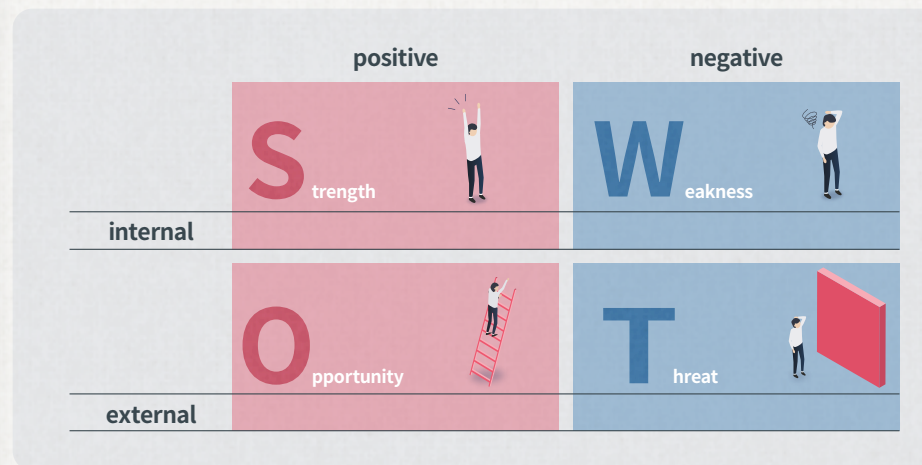 positive negative
Strength Weakness
internal
Opportunity Threat
external